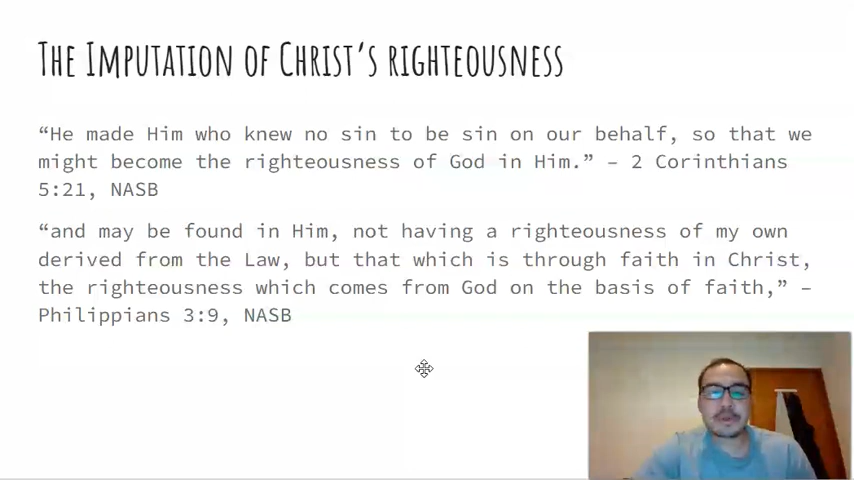 The Imputation of Christ's righteousness
“He made Him who knew no sin to be sin on our behalf, so that we
might become the righteousness of God in Him.” – 2 Corinthians
5:21, NASB
“and may be found in Him, not having a righteousness of my own
derived from the Law, but that which is through faith in Christ,
the righteousness which comes from God on the basis of faith,” –
Philippians 3:9, NASB